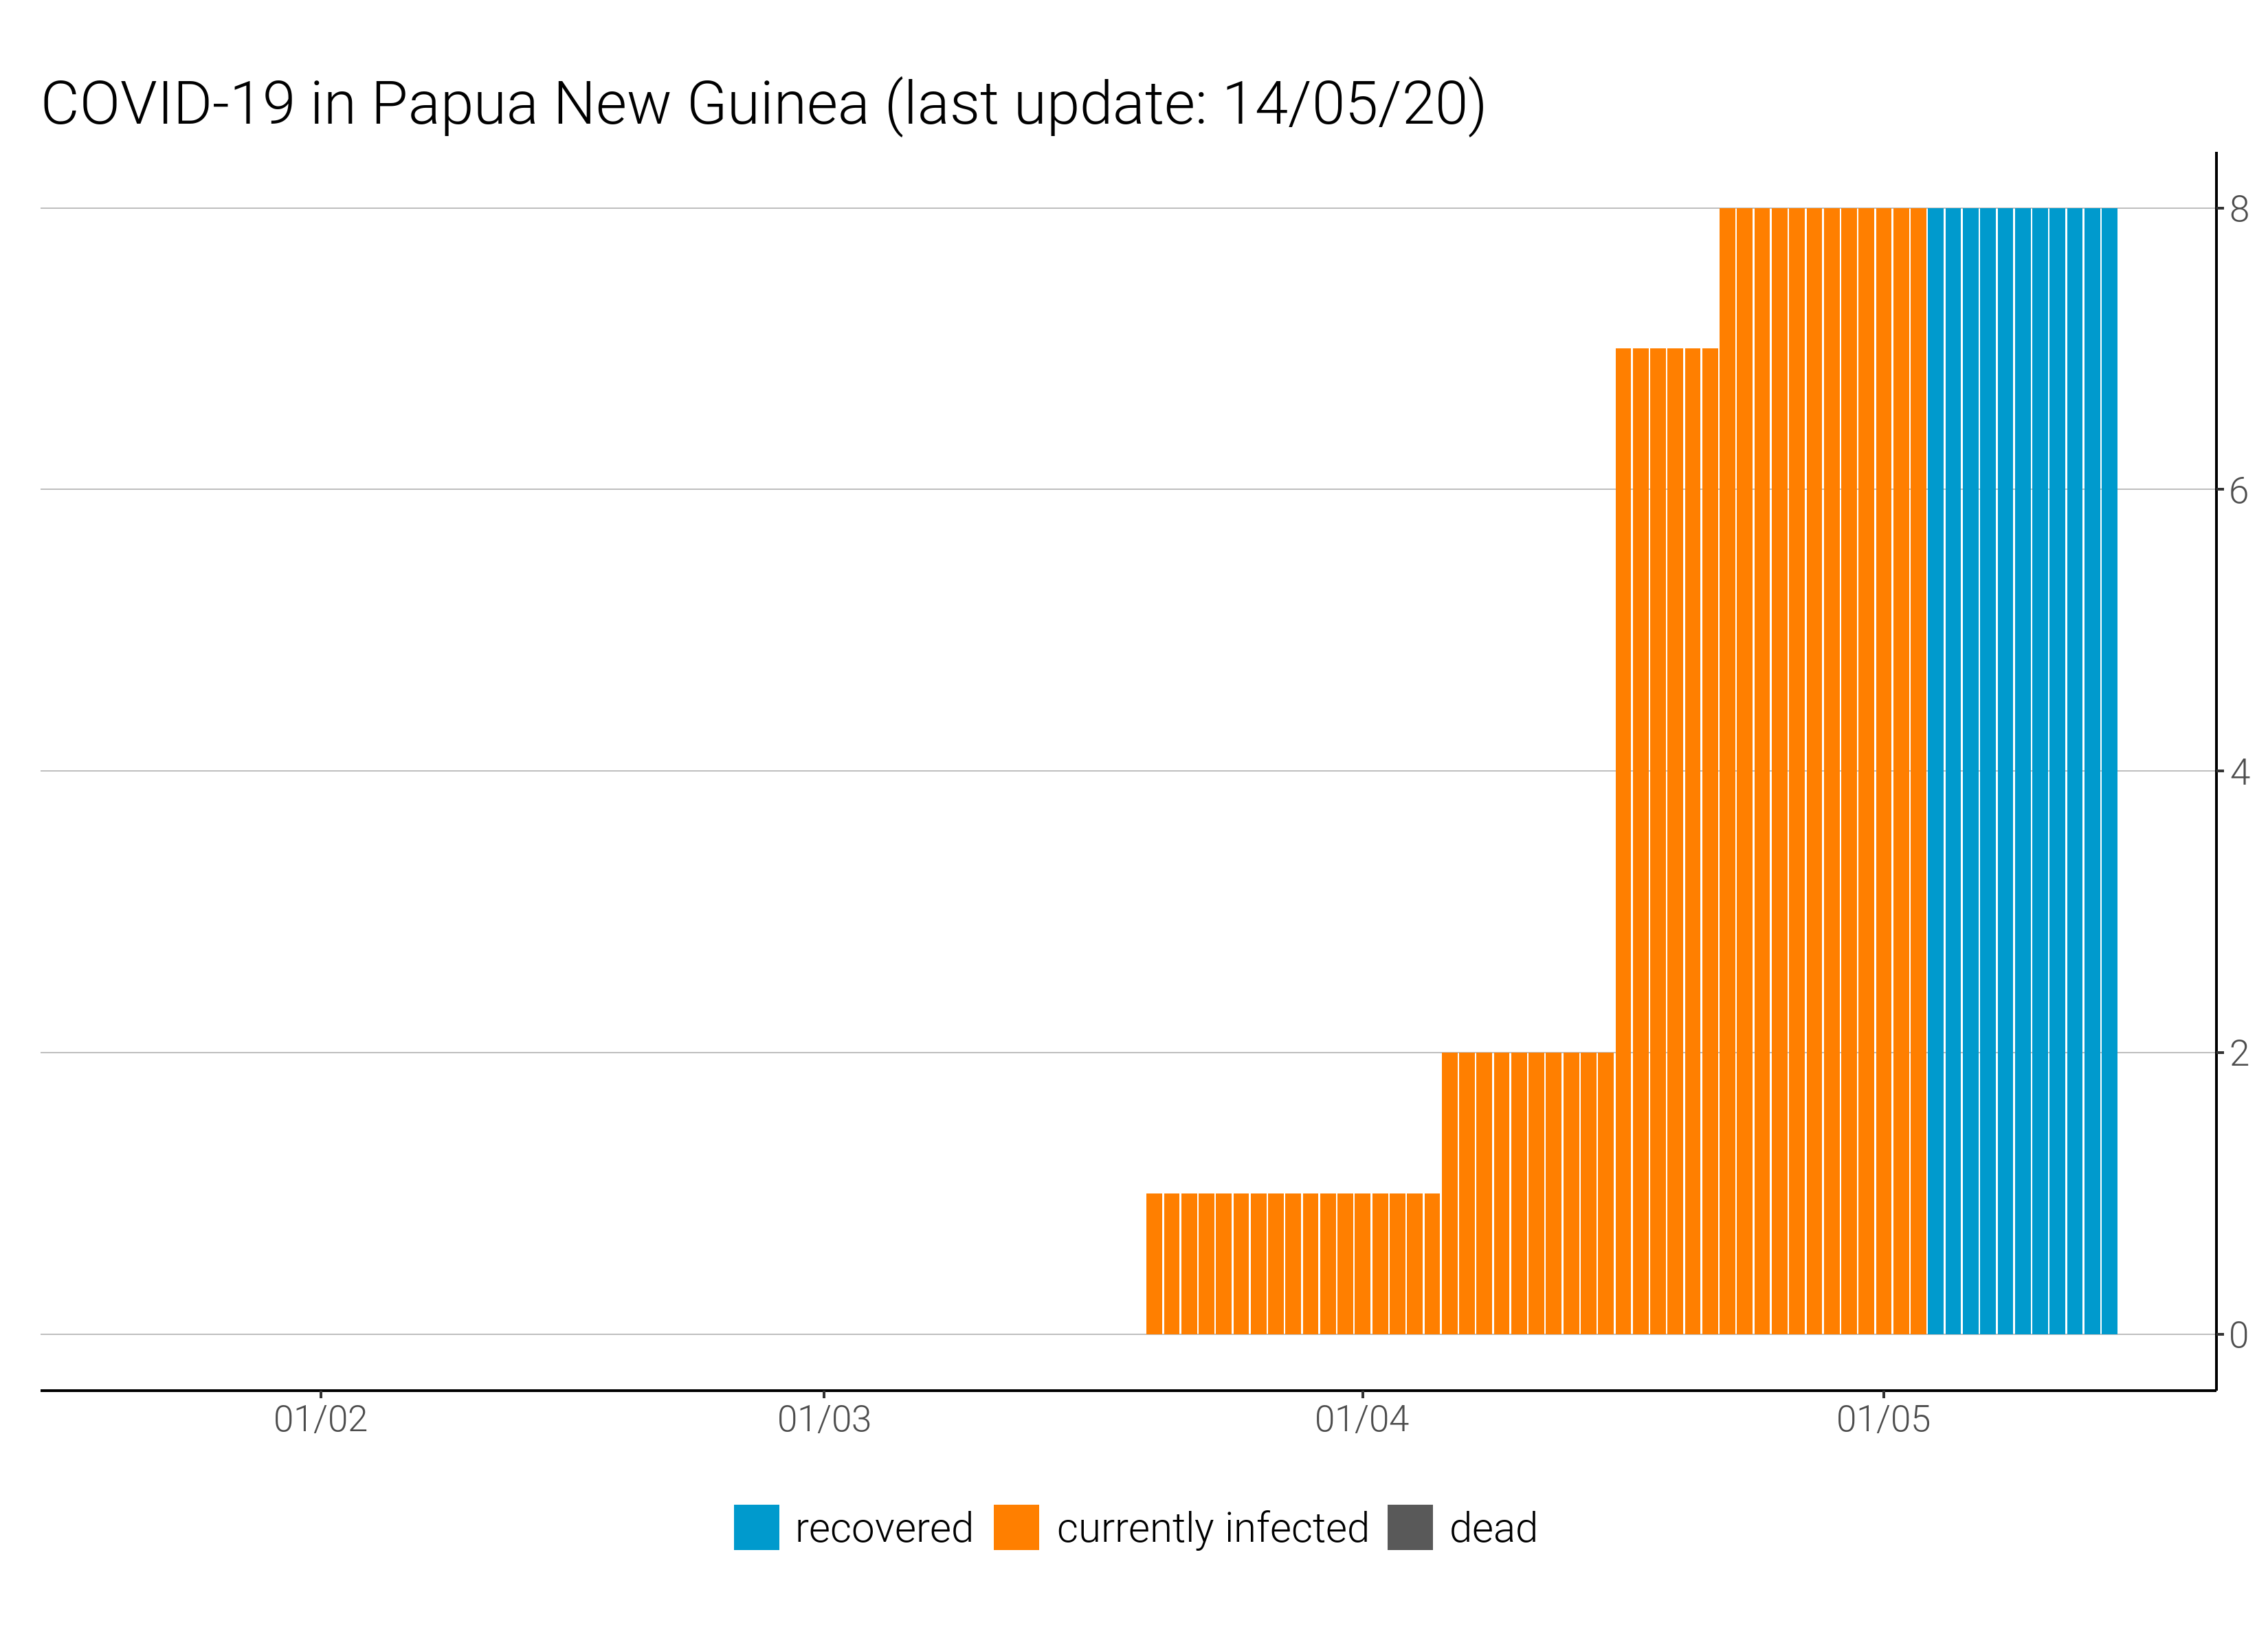 COVID-19 in Papua New Guinea (last update: 14/05/20)
8
6
4
2
0
01/02 01/03 01/04 01/05
recovered currently infected dead